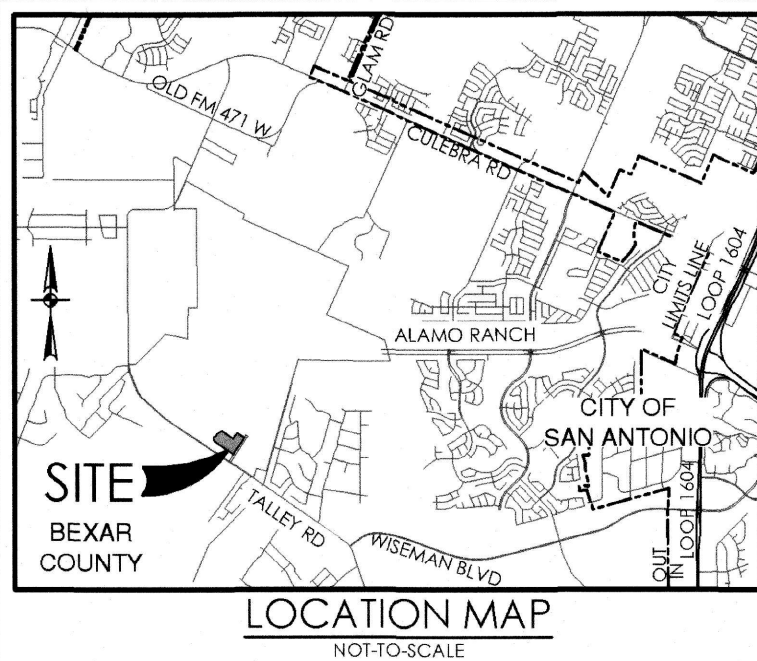 GLAM RD
OLD FM 471 W
CULEBRA RD
CITY
LIMITS LINE
LOOP 1604
ALAMO RANCH
CITY OF
SAN ANTONIO
SITE
BEXAR
COUNTY
TALLEY RD
WISEMAN BLVD
OUT
IN
LOOP 1604
LOCATION MAP
NOT-TO-SCALE